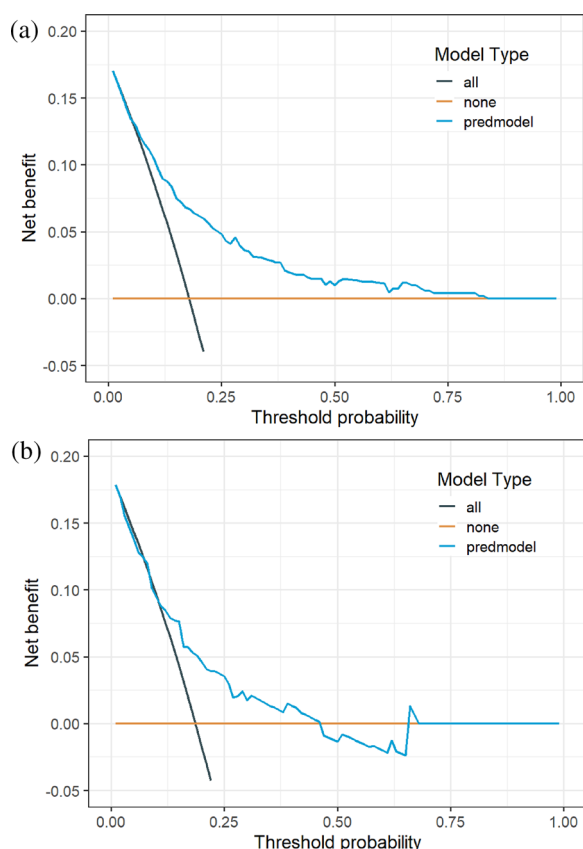 (a)
Net benefit
0.20
0.15
0.10
0.05
0.00
-0.05
Model Type
all
none
predmodel
0.00 0.25 0.50 0.75 1.00
Threshold probability
(b)
Net benefit
0.20
0.15
0.10
0.05
0.00
-0.05
Model Type
all
none
predmodel
0.00 0.25 0.50 0.75 1.00
Threshold probability